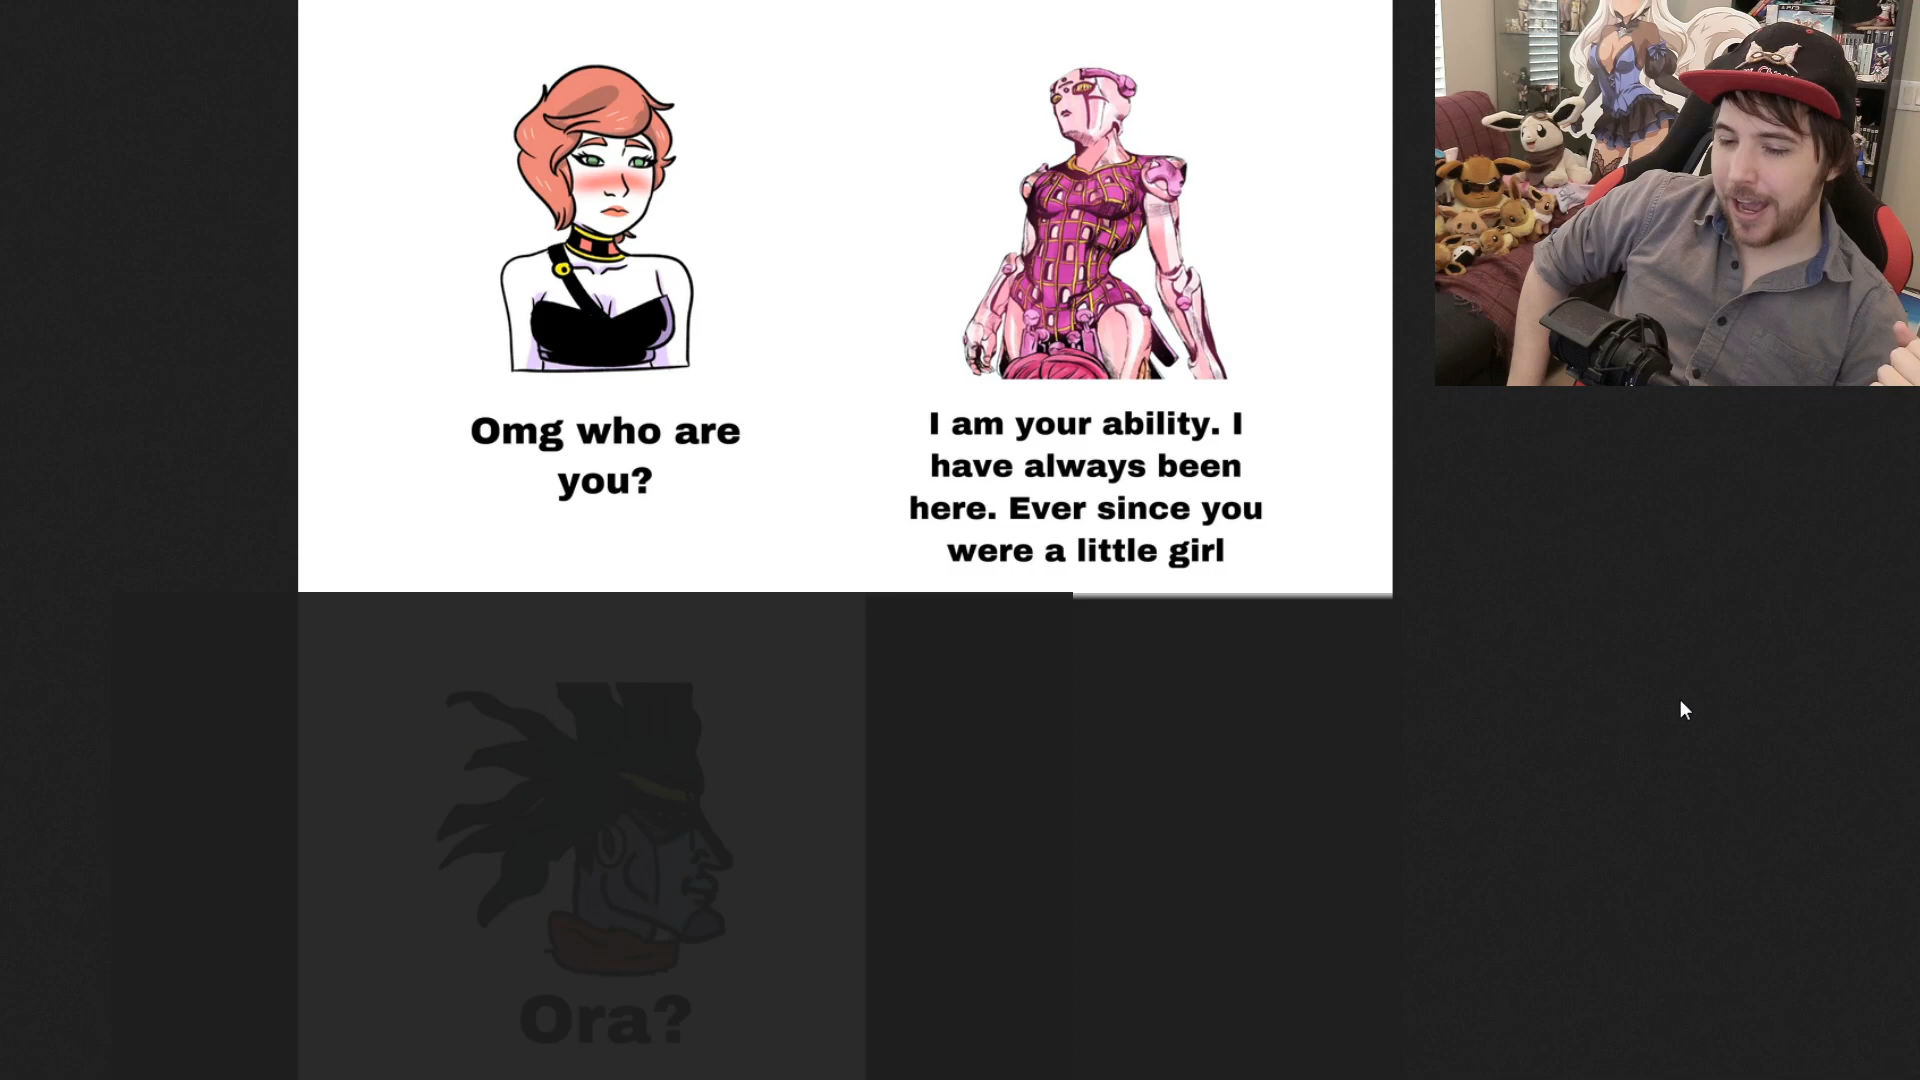 Omg who are
you?
I am your ability. I
have always been
here. Ever since you
were a little girl
Ora?